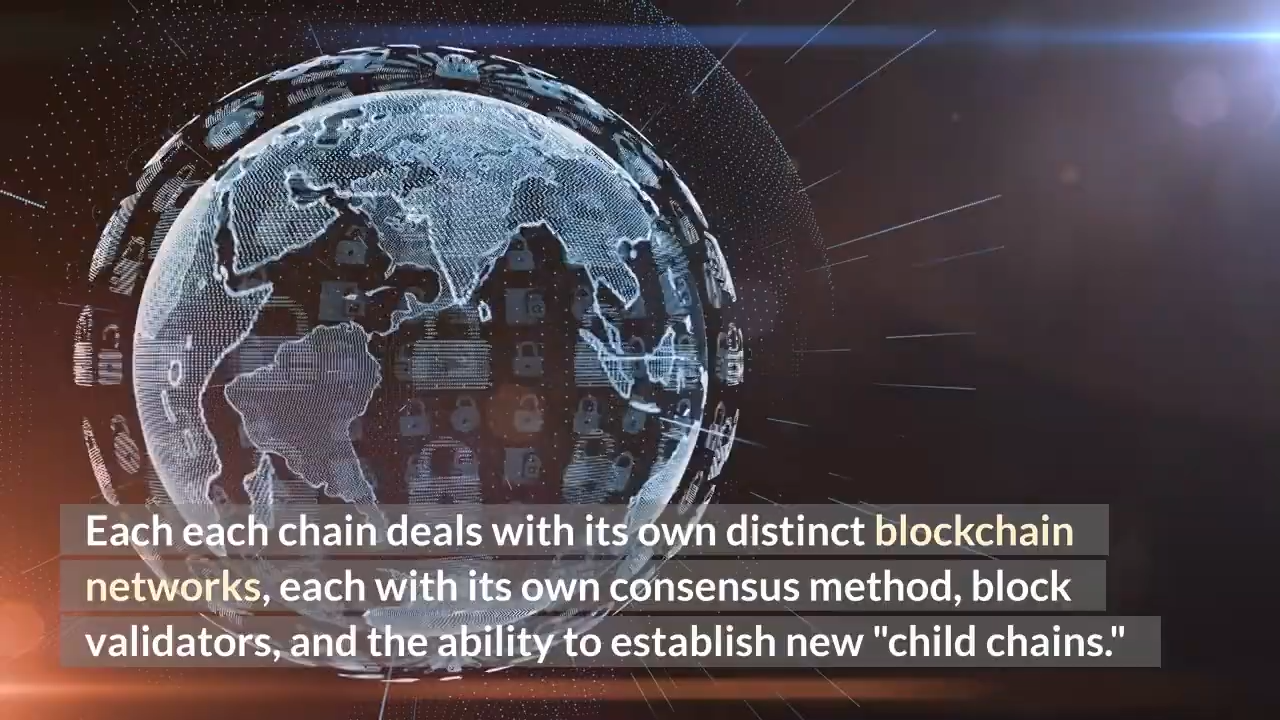 Each each chain deals with its own distinct blockchain
networks, each with its own consensus method, block
validators, and the ability to establish new "child chains."